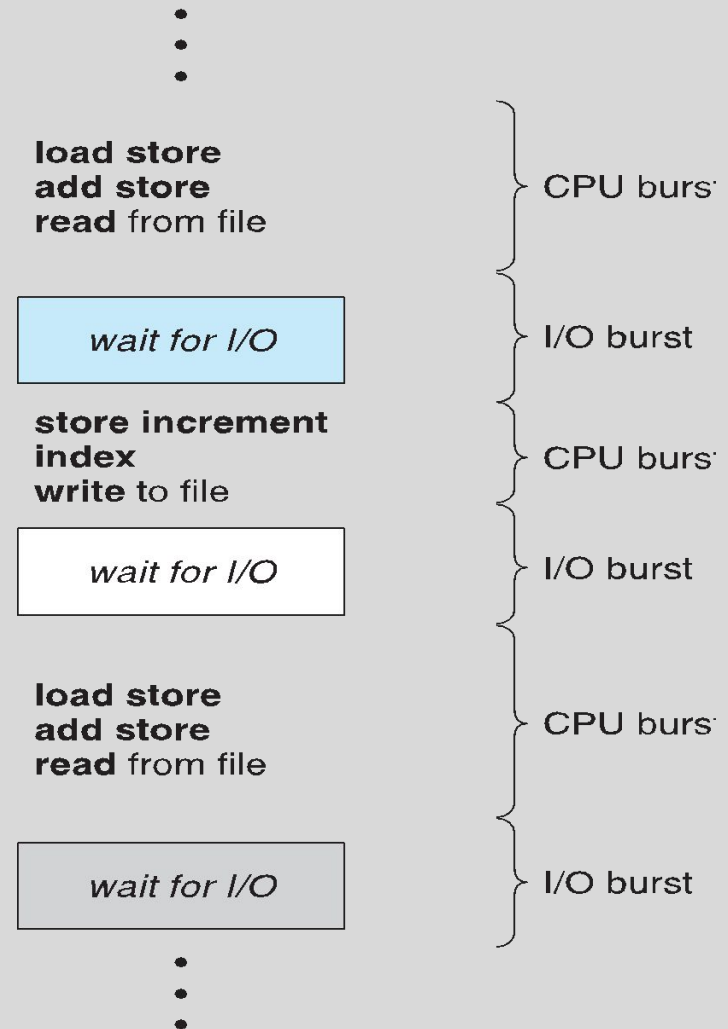 load store
add store
read from file
CPU burs
wait for I/O
I/O burst
store increment
index
write to file
CPU burs
wait for I/O
I/O burst
load store
add store
read from file
CPU burs
wait for I/O
I/O burst